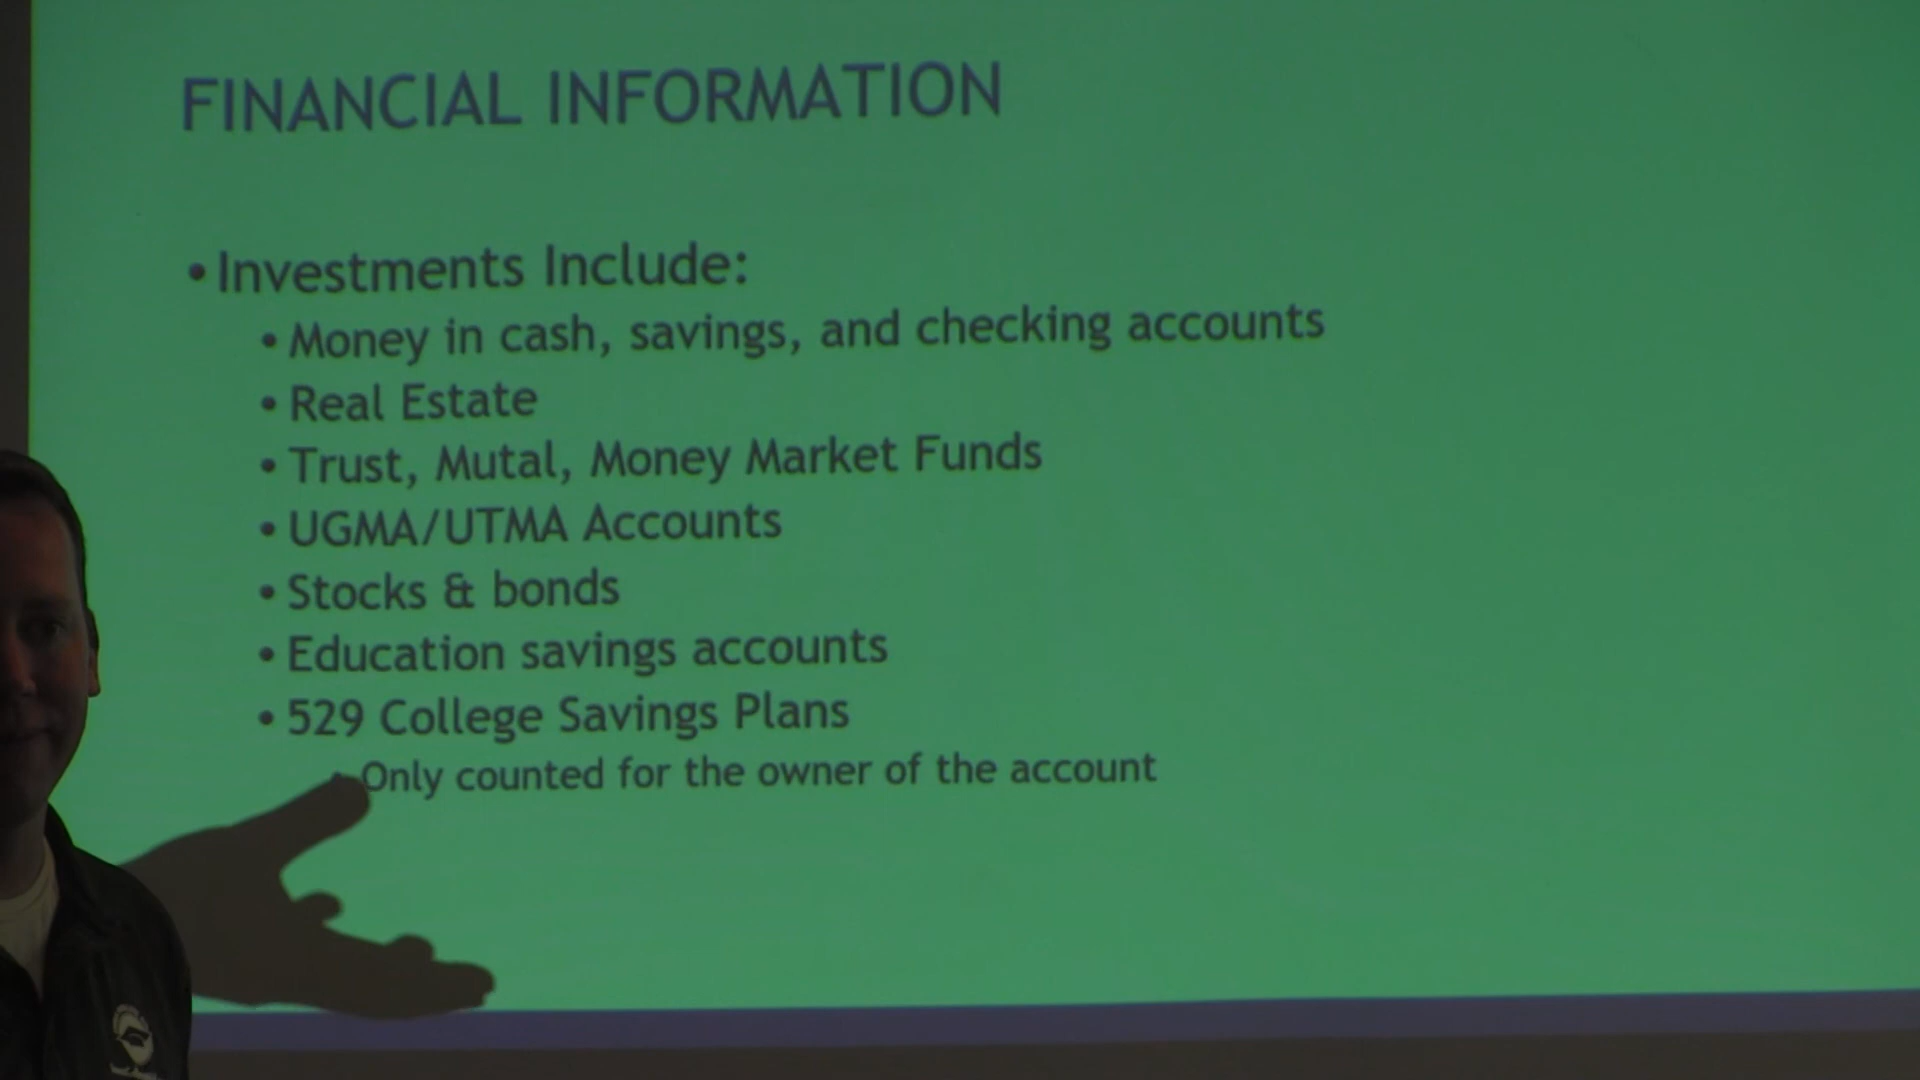 FINANCIAL INFORMATION
• Investments Include:
• Money in cash, savings, and checking accounts
• Real Estate
• Trust, Mutal, Money Market Funds
• UGMA/UTMA Accounts
• Stocks & bonds
• Education savings accounts
• 529 College Savings Plans
• Only counted for the owner of the account